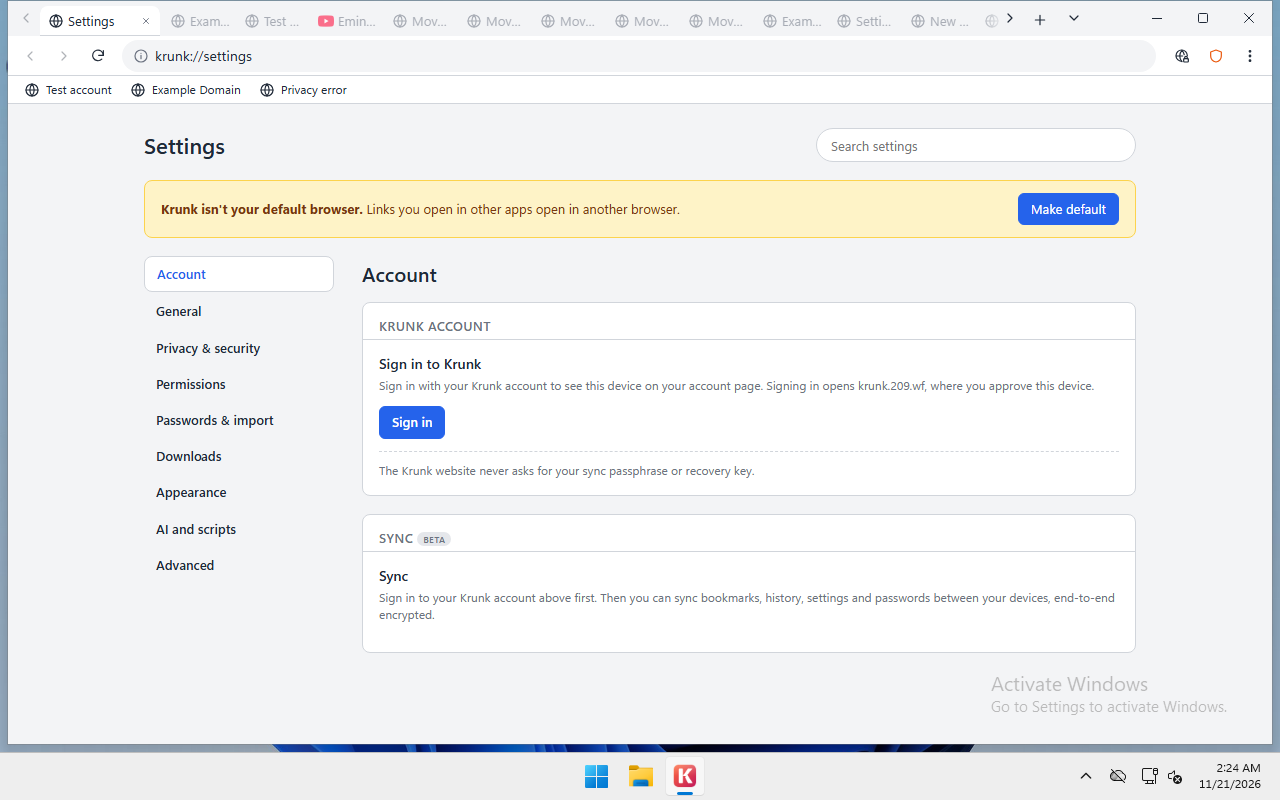 Settings
Exam...
Test ...
Emin...
Mov...
Mov...
Mov...
Mov...
Mov...
Exam...
Setti...
New ...
krunk://settings
Test account
Example Domain
Privacy error
Settings
Search settings
Krunk isn't your default browser. Links you open in other apps open in another browser.
Make default
Account
General
Privacy & security
Permissions
Passwords & import
Downloads
Appearance
AI and scripts
Advanced
Account
KRUNK ACCOUNT
Sign in to Krunk
Sign in with your Krunk account to see this device on your account page. Signing in opens krunk.209.wf, where you approve this device.
Sign in
The Krunk website never asks for your sync passphrase or recovery key.
SYNC BETA
Sync
Sign in to your Krunk account above first. Then you can sync bookmarks, history, settings and passwords between your devices, end-to-end
encrypted.
Activate Windows
Go to Settings to activate Windows.
K
2:24 AM
11/21/2026